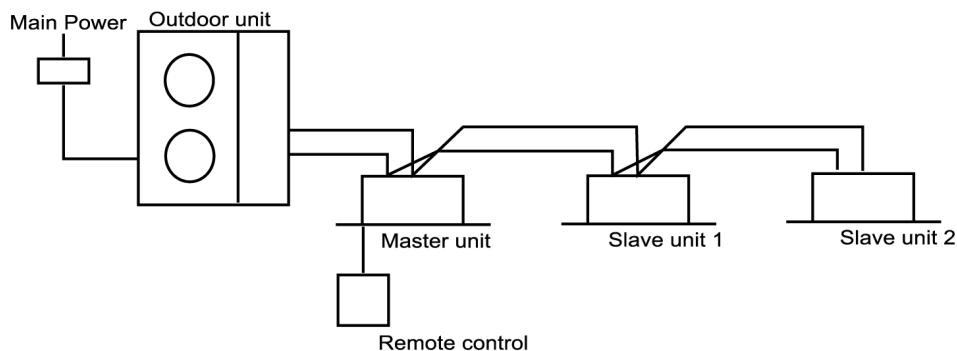 Main Power
Outdoor unit
Master unit
Slave unit 1
Slave unit 2
Remote control